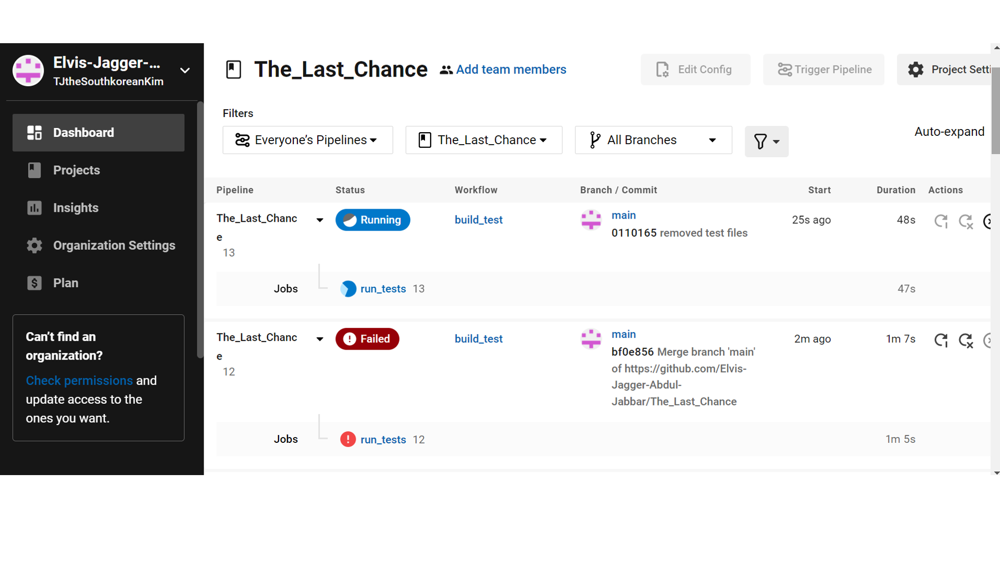 Elvis-Jagger-...
TJtheSouthkoreanKim
Dashboard
Projects
Insights
Organization Settings
Plan
Can't find an
organization?
Check permissions and
update access to the
ones you want.
The_Last_Chance
Add team members
Edit Config
Trigger Pipeline
Project Setti
Filters
Everyone's Pipelines
The_Last_Chance
All Branches
Auto-expand
Pipeline Status Workflow Branch / Commit Start Duration Actions
The_Last_Chanc
e
13
Running
build_test
main
0110165 removed test files
25s ago
48s
Jobs
run_tests 13
47s
The_Last_Chanc
e
12
Failed
build_test
main
bf0e856 Merge branch 'main'
of https://github.com/Elvis-
Jagger-Abdul-
Jabbar/The_Last_Chance
2m ago
1m 7s
Jobs
run_tests 12
1m 5s